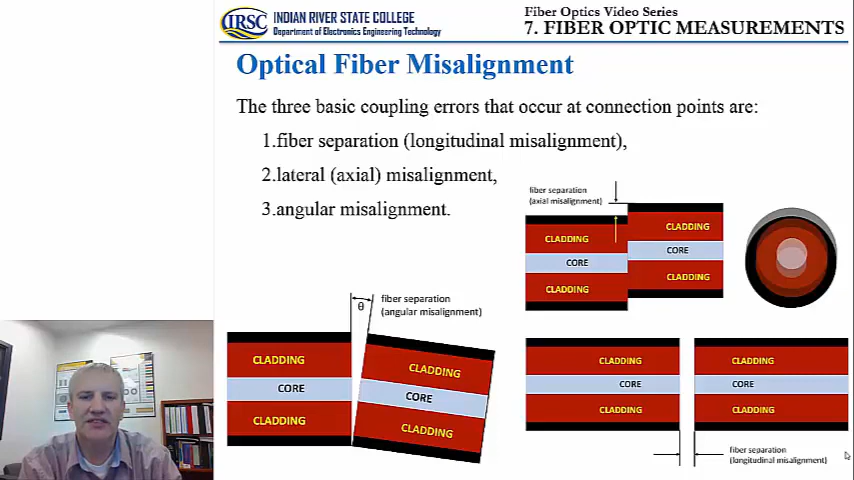 IRSC
INDIAN RIVER STATE COLLEGE
Department of Electronics Engineering Technology
Fiber Optics Video Series
7. FIBER OPTIC MEASUREMENTS
Optical Fiber Misalignment
The three basic coupling errors that occur at connection points are:
1.fiber separation (longitudinal misalignment),
2.lateral (axial) misalignment,
3.angular misalignment.
fiber separation
(axial misalignment)
CLADDING
CORE
CLADDING
CLADDING
CORE
CLADDING
θ
fiber separation
(angular misalignment)
CLADDING
CORE
CLADDING
CLADDING
CORE
CLADDING
CLADDING
CORE
CLADDING
CLADDING
CORE
CLADDING
fiber separation
(longitudinal misalignment)